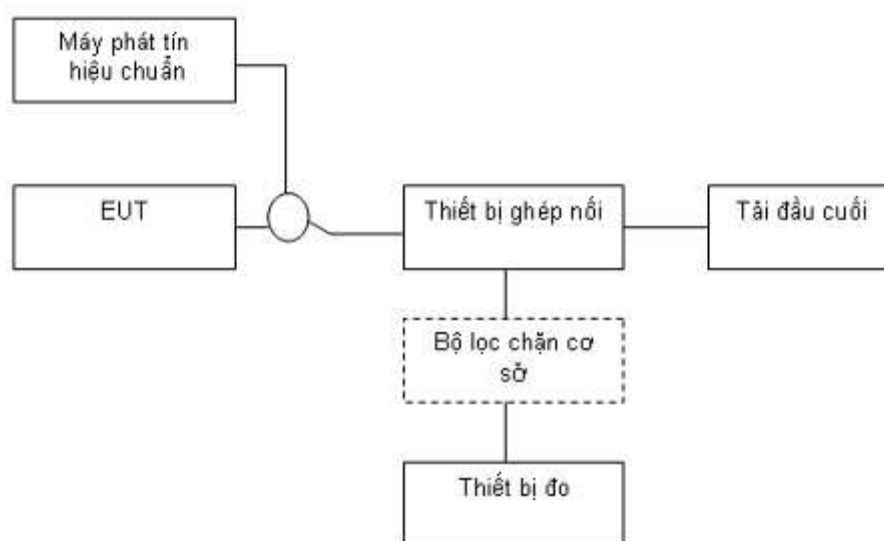 Máy phát tín
hiệu chuẩn
EUT
Thiết bị ghép nối
Tải đầu cuối
Bộ lọc chặn cơ
sở
Thiết bị đo